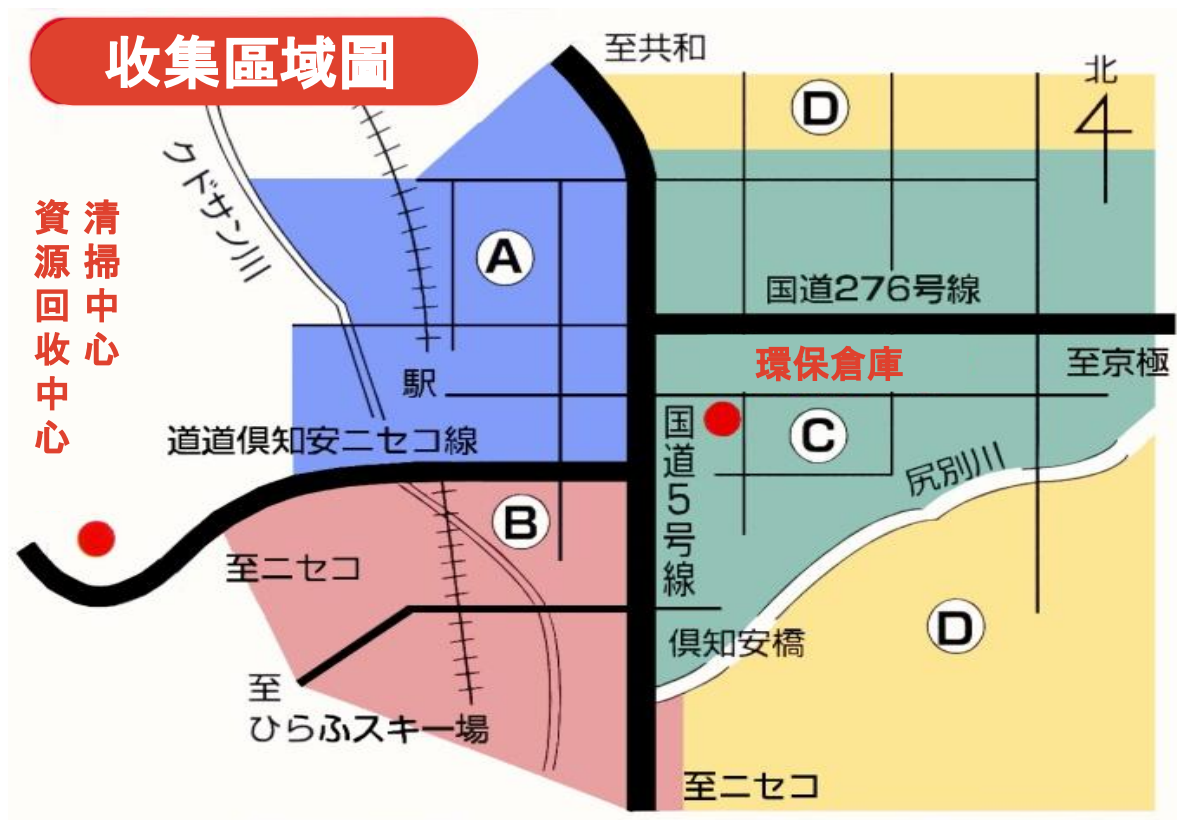 收集區域圖
至共和
北
D
クドサン川
清掃中心
資源回收中心
A
国道276号線
環保倉庫
至京極
駅
国道5号線
C
道道倶知安ニセコ線
尻別川
B
至ニセコ
D
倶知安橋
至
ひらふスキー場
至ニセコ